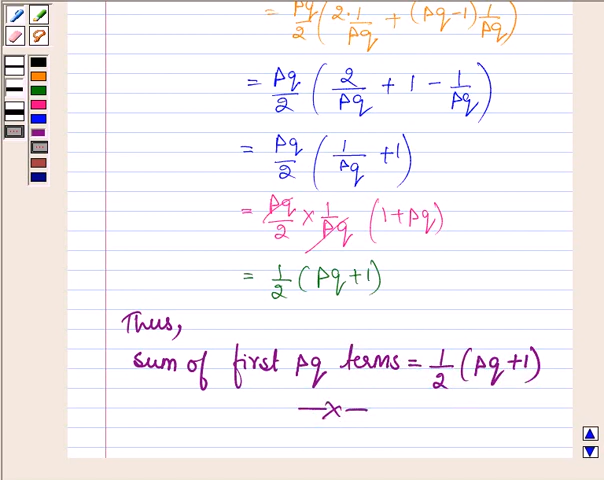 = pq/2 (2·1/pq + (pq-1) 1/pq)
= pq/2 (2/pq + 1 - 1/pq)
= pq/2 (1/pq + 1)
= pq/2 × 1/pq (1+pq)
= 1/2 (pq+1)
Thus,
sum of first pq terms = 1/2 (pq+1)
—x—